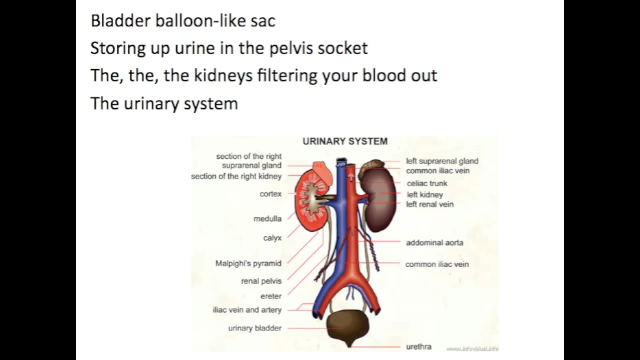 Bladder balloon-like sac
Storing up urine in the pelvis socket
The, the, the kidneys filtering your blood out
The urinary system
URINARY SYSTEM
section of the right
suprarenal gland
section of the right kidney
cortex
medulla
calyx
Malpighi's pyramid
renal pelvis
ereter
iliac vein and artery
urinary bladder
left suprarenal gland
common iliac vein
celiac trunk
left kidney
left renal vein
abdominal aorta
common iliac vein
urethra